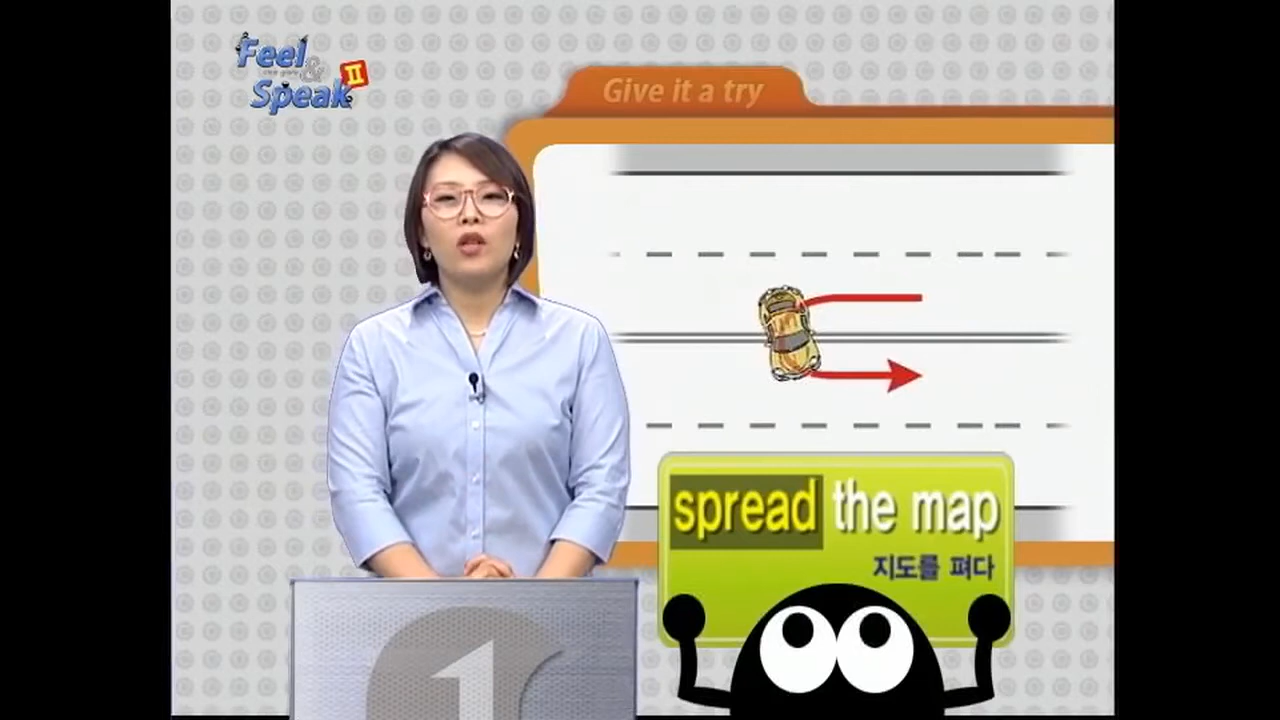 Feel &
Speak II
Give it a try
spread the map
지도를 펴다
1